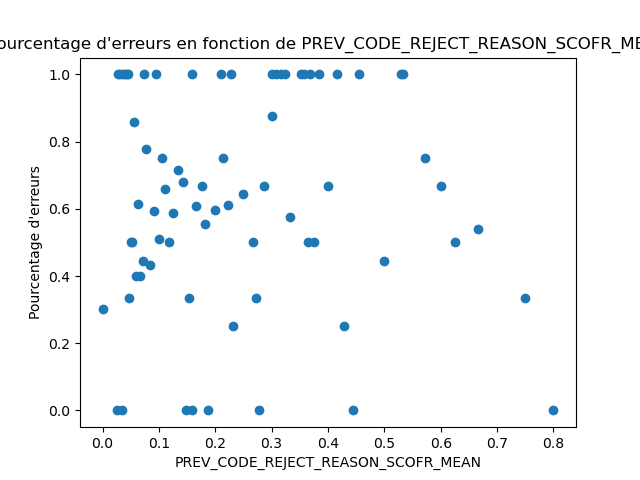 ourcentage d'erreurs en fonction de PREV_CODE_REJECT_REASON_SCOFR_ME
1.0
0.8
0.6
0.4
0.2
0.0
Pourcentage d'erreurs
0.0 0.1 0.2 0.3 0.4 0.5 0.6 0.7 0.8
PREV_CODE_REJECT_REASON_SCOFR_MEAN